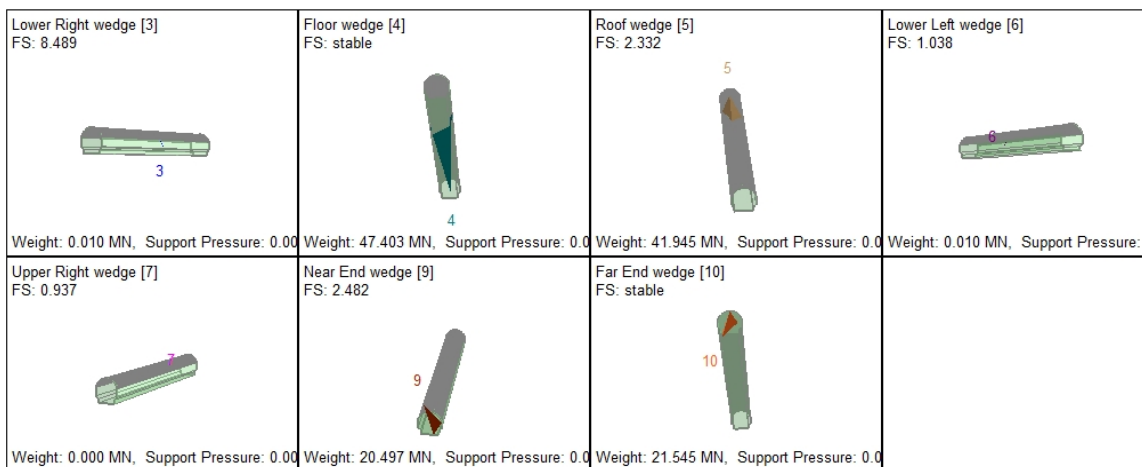 Lower Right wedge [3]
FS: 8.489
3
Weight: 0.010 MN, Support Pressure: 0.00
Floor wedge [4]
FS: stable
4
Weight: 47.403 MN, Support Pressure: 0.0
Roof wedge [5]
FS: 2.332
5
Weight: 41.945 MN, Support Pressure: 0.0
Lower Left wedge [6]
FS: 1.038
6
Weight: 0.010 MN, Support Pressure:
Upper Right wedge [7]
FS: 0.937
7
Weight: 0.000 MN, Support Pressure: 0.00
Near End wedge [9]
FS: 2.482
9
Weight: 20.497 MN, Support Pressure: 0.0
Far End wedge [10]
FS: stable
10
Weight: 21.545 MN, Support Pressure: 0.0